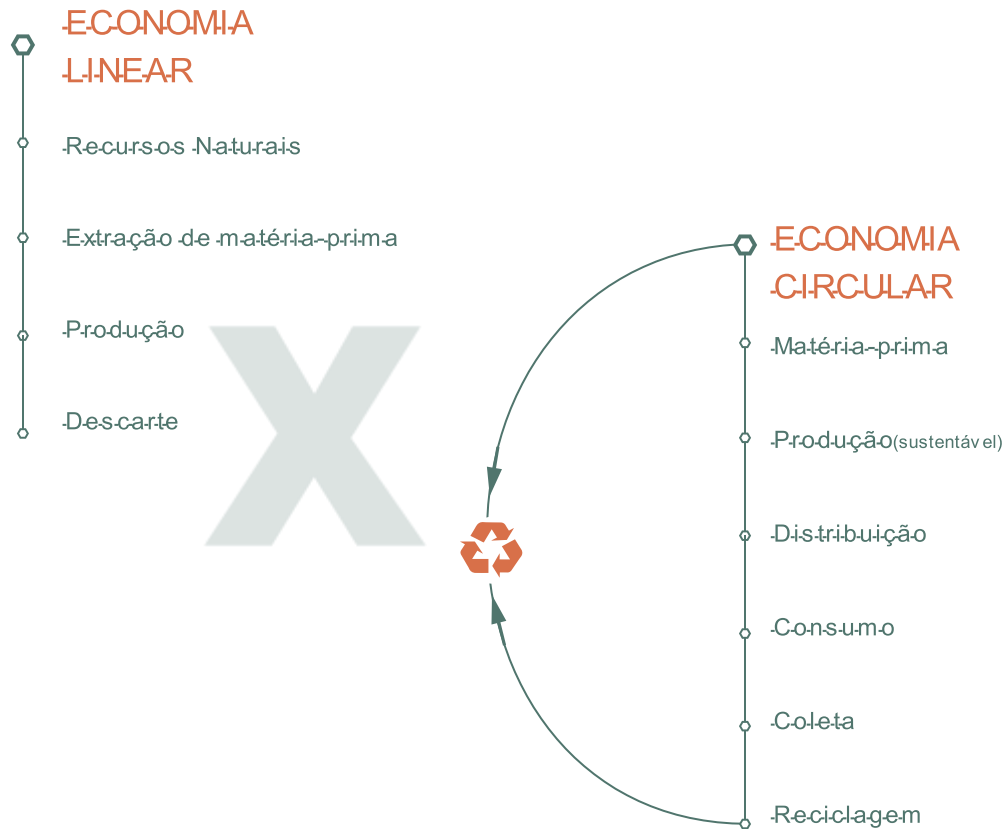 ECONOMIA
LINEAR
Recursos Naturais
Extração de matéria-prima
Produção
Descarte
X
ECONOMIA
CIRCULAR
Matéria-prima
Produção(sustentável)
Distribuição
Consumo
Coleta
Reciclagem